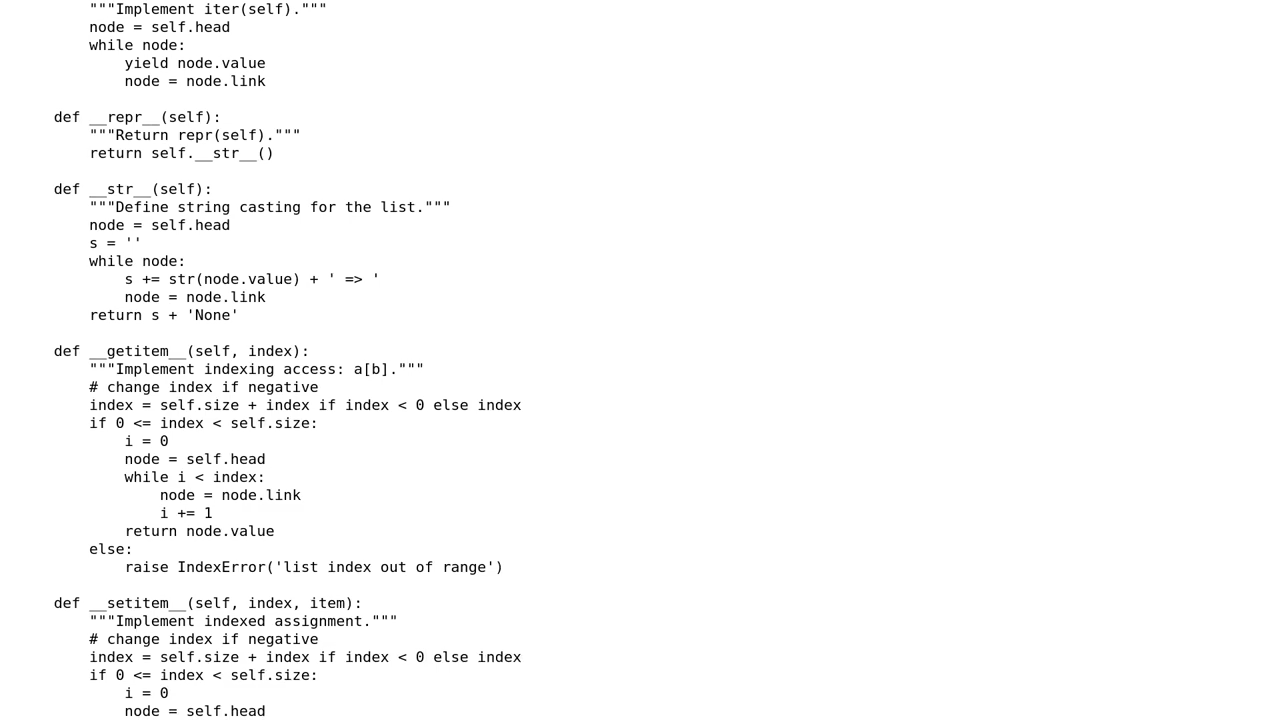 """Implement iter(self)."""
        node = self.head
        while node:
            yield node.value
            node = node.link

    def __repr__(self):
        """Return repr(self)."""
        return self.__str__()

    def __str__(self):
        """Define string casting for the list."""
        node = self.head
        s = ''
        while node:
            s += str(node.value) + ' => '
            node = node.link
        return s + 'None'

    def __getitem__(self, index):
        """Implement indexing access: a[b]."""
        # change index if negative
        index = self.size + index if index < 0 else index
        if 0 <= index < self.size:
            i = 0
            node = self.head
            while i < index:
                node = node.link
                i += 1
            return node.value
        else:
            raise IndexError('list index out of range')

    def __setitem__(self, index, item):
        """Implement indexed assignment."""
        # change index if negative
        index = self.size + index if index < 0 else index
        if 0 <= index < self.size:
            i = 0
            node = self.head